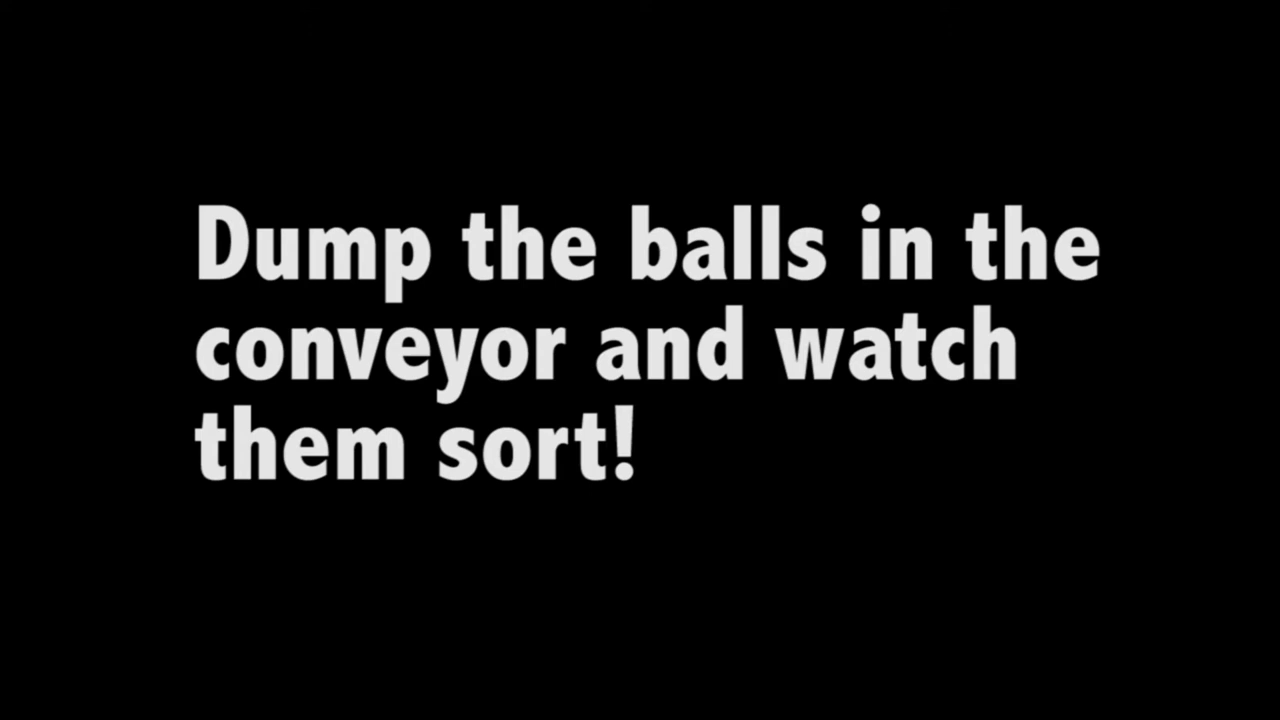 Dump the balls in the
conveyor and watch
them sort!